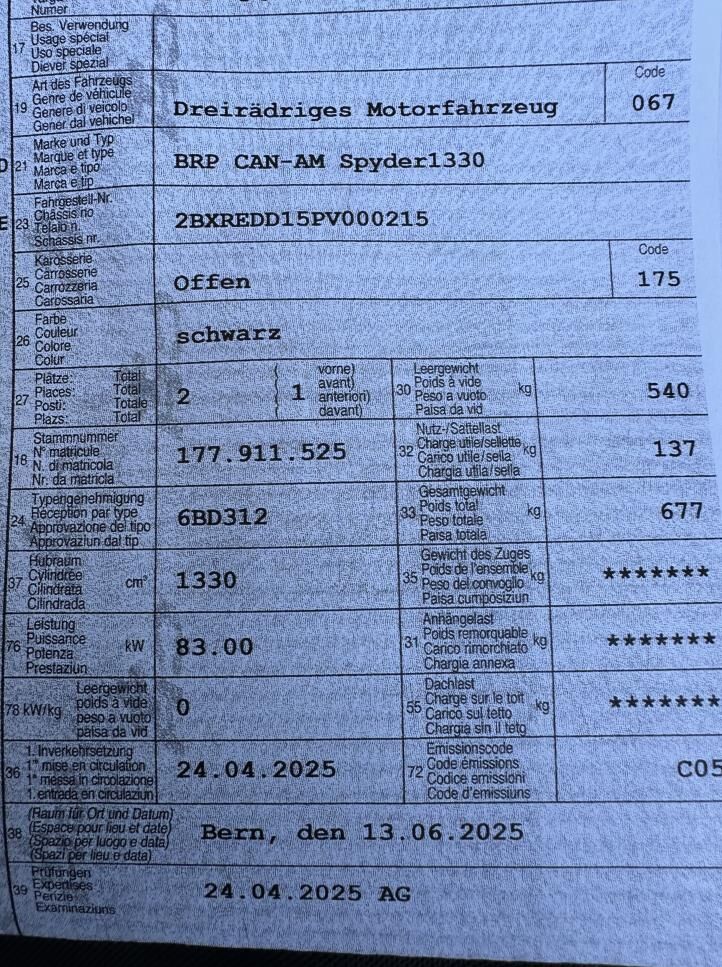 Numer
17
Bes. Verwendung
Usage spécial
Uso speciale
Diever spezial
19
Art des Fahrzeugs
Genre de véhicule
Genere di veicolo
Gener dal vehichel
Dreirädriges Motorfahrzeug
Code
067
D 21
Marke und Typ
Marque et type
Marca e tipo
Marca e tip
BRP CAN-AM Spyder1330
E 23
Fahrgestell-Nr.
Châssis no
Telaio n.
Schassis nr.
2BXREDD15PV000215
25
Karosserie
Carrosserie
Carrozzeria
Carossaria
Offen
Code
175
26
Farbe
Couleur
Colore
Colur
schwarz
27
Plätze: Total
Places: Total
Posti: Totale
Plazs: Total
2
( 1 vorne)
avant)
( anteriori)
davant)
30
Leergewicht
Poids à vide
Peso a vuoto
Paisa da vid
kg
540
18
Stammnummer
N° matricule
N. di matricola
Nr. da matricla
177.911.525
32
Nutz-/Sattellast
Charge utile/sellette
Carico utile/sella
Chargia utila/sella
kg
137
24
Typengenehmigung
Réception par type
Approvazione del tipo
Approvaziun dal tip
6BD312
33
Gesamtgewicht
Poids total
Peso totale
Paisa totala
kg
677
37
Hubraum
Cylindrée
Cilindrata
Cilindrada
cm³
1330
35
Gewicht des Zuges
Poids de l'ensemble
Peso del convoglio
Paisa cumposiziun
kg
*******
76
Leistung
Puissance
Potenza
Prestaziun
kW
83.00
31
Anhängelast
Poids remorquable
Carico rimorchiato
Chargia annexa
kg
*******
78 kW/kg
Leergewicht
poids à vide
peso a vuoto
paisa da vid
0
55
Dachlast
Charge sur le toit
Carico sul tetto
Chargia sin il tetg
kg
*******
36
1. Inverkehrsetzung
1re mise en circulation
1a messa in circolazione
1. entrada en circulaziun
24.04.2025
72
Emissionscode
Code émissions
Codice emissioni
Code d'emissiuns
C05
38
(Raum für Ort und Datum)
(Espace pour lieu et date)
(Spazio per luogo e data)
(Spazi per lieu e data)
Bern, den 13.06.2025
39
Prüfungen
Expertises
Perizie
Examinaziuns
24.04.2025 AG